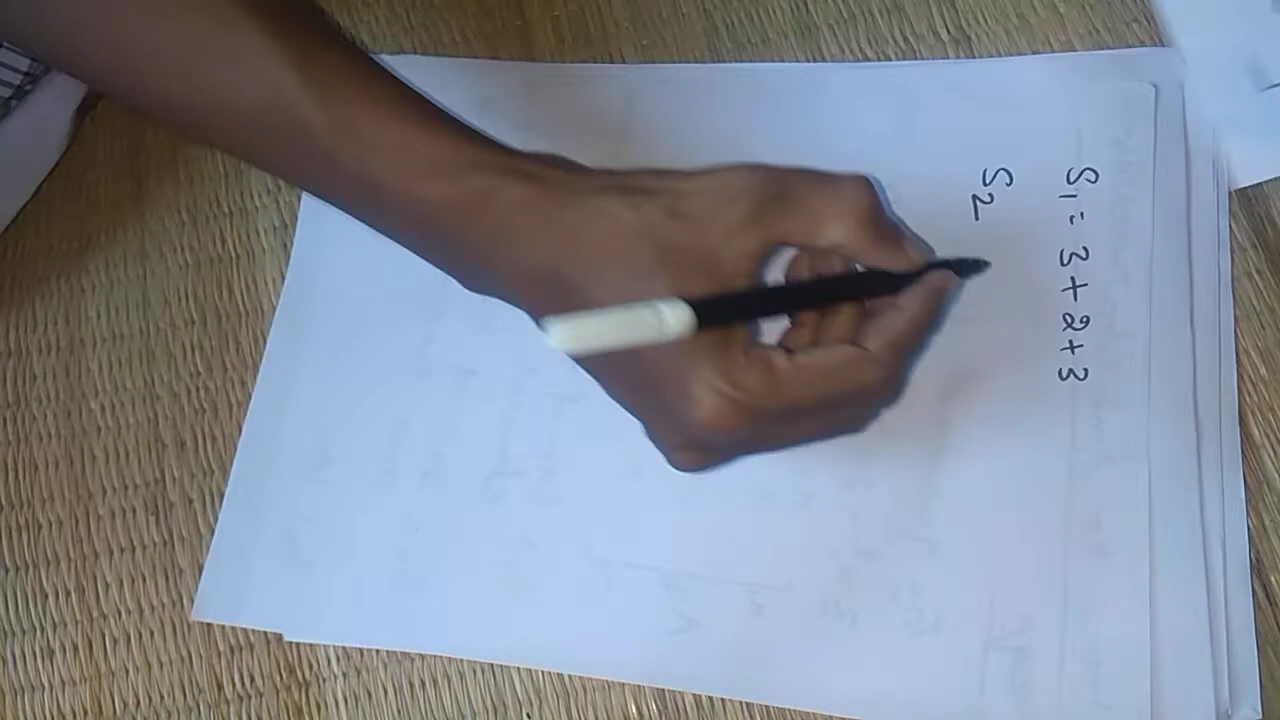 S₁ = 3 + 2 + 3
S₂